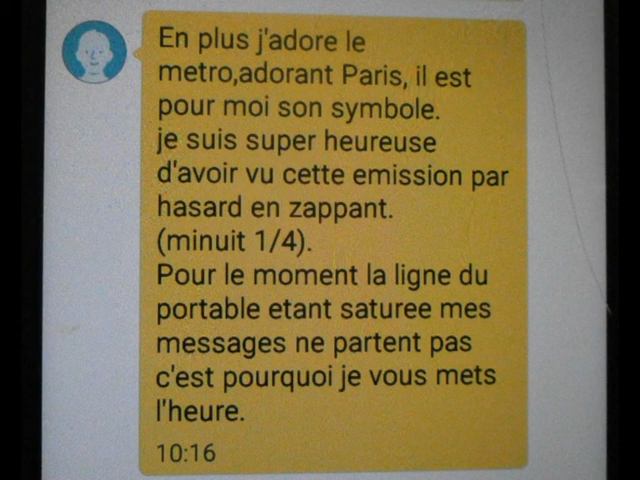 En plus j'adore le
metro,adorant Paris, il est
pour moi son symbole.
je suis super heureuse
d'avoir vu cette emission par
hasard en zappant.
(minuit 1/4).
Pour le moment la ligne du
portable etant saturee mes
messages ne partent pas
c'est pourquoi je vous mets
l'heure.
10:16